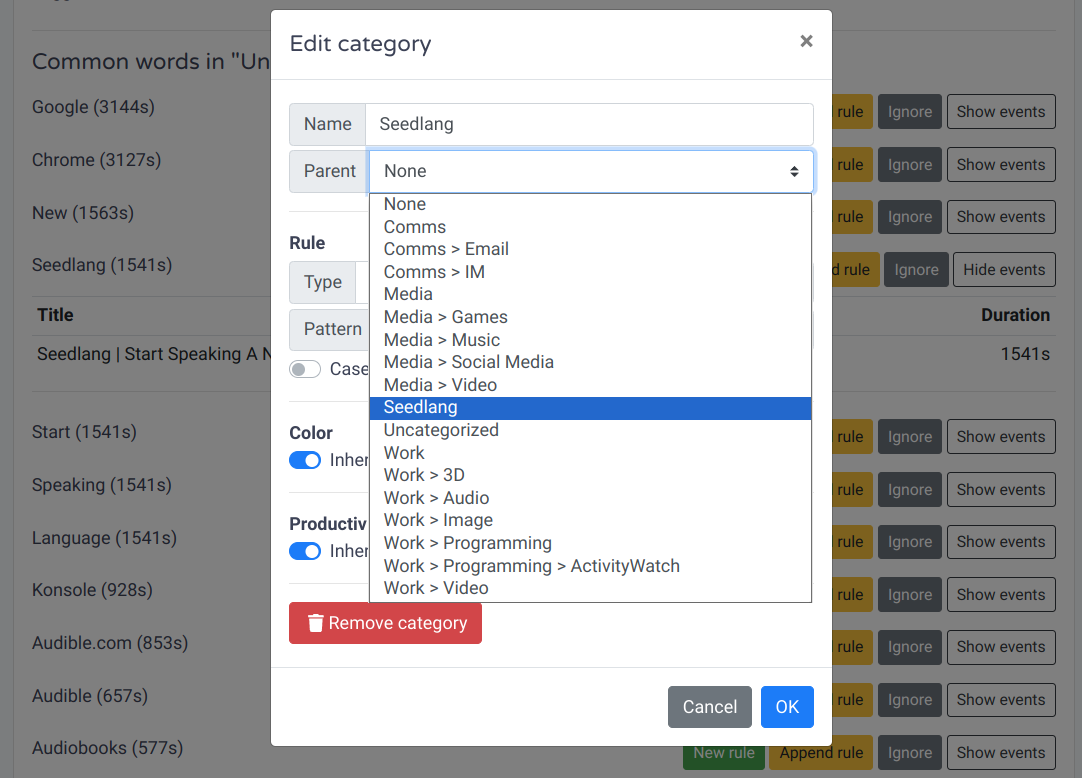 Edit category
×
Common words in "Un
Name Seedlang
Parent None
None
Comms
Comms > Email
Comms > IM
Media
Media > Games
Media > Music
Media > Social Media
Media > Video
Seedlang
Uncategorized
Work
Work > 3D
Work > Audio
Work > Image
Work > Programming
Work > Programming > ActivityWatch
Work > Video
Rule
Type
Pattern
Case
Color
Inher
Productiv
Inher
Remove category
Cancel OK
Google (3144s) rule Ignore Show events
Chrome (3127s) rule Ignore Show events
New (1563s) rule Ignore Show events
Seedlang (1541s) d rule Ignore Hide events
Title Duration
Seedlang | Start Speaking A N 1541s
Start (1541s) rule Ignore Show events
Speaking (1541s) rule Ignore Show events
Language (1541s) rule Ignore Show events
Konsole (928s) rule Ignore Show events
Audible.com (853s) rule Ignore Show events
Audible (657s) rule Ignore Show events
Audiobooks (577s) New rule Append rule Ignore Show events